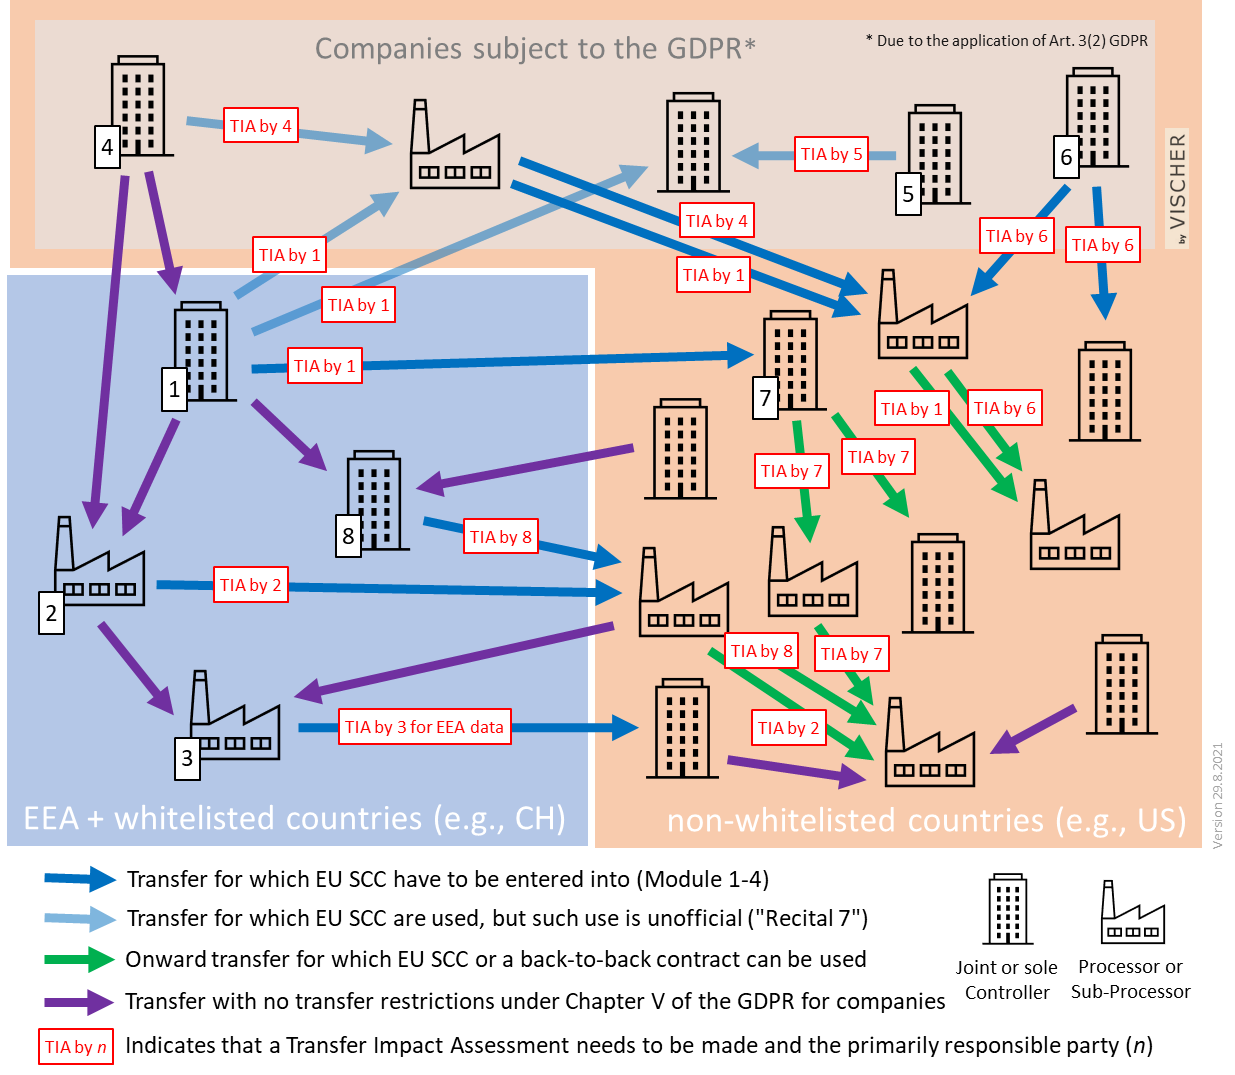 Companies subject to the GDPR*
* Due to the application of Art. 3(2) GDPR
4
TIA by 4
TIA by 5
5
6
by VISCHER
TIA by 4
TIA by 6
TIA by 6
TIA by 1
TIA by 1
TIA by 1
TIA by 1
1
7
TIA by 1
TIA by 6
TIA by 7
TIA by 7
8
TIA by 8
2
TIA by 2
TIA by 8
TIA by 7
3
TIA by 3 for EEA data
TIA by 2
EEA + whitelisted countries (e.g., CH)
non-whitelisted countries (e.g., US)
Version 29.8.2021
Transfer for which EU SCC have to be entered into (Module 1-4)
Transfer for which EU SCC are used, but such use is unofficial ("Recital 7")
Onward transfer for which EU SCC or a back-to-back contract can be used
Transfer with no transfer restrictions under Chapter V of the GDPR for companies
Joint or sole
Controller
Processor or
Sub-Processor
TIA by n
Indicates that a Transfer Impact Assessment needs to be made and the primarily responsible party (n)